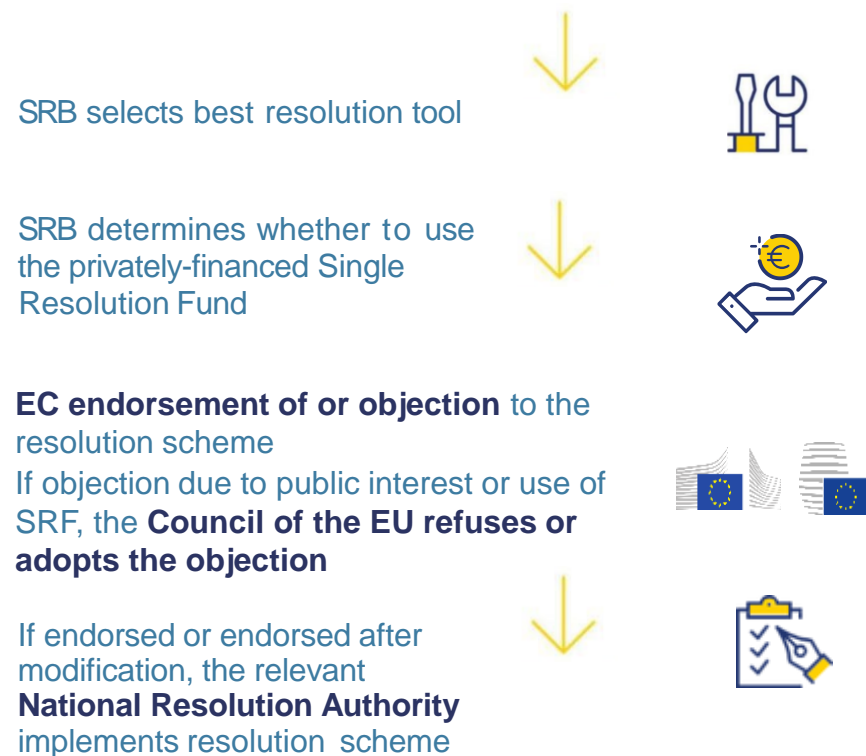 SRB selects best resolution tool
SRB determines whether to use
the privately-financed Single
Resolution Fund
EC endorsement of or objection to the
resolution scheme
If objection due to public interest or use of
SRF, the Council of the EU refuses or
adopts the objection
If endorsed or endorsed after
modification, the relevant
National Resolution Authority
implements resolution scheme